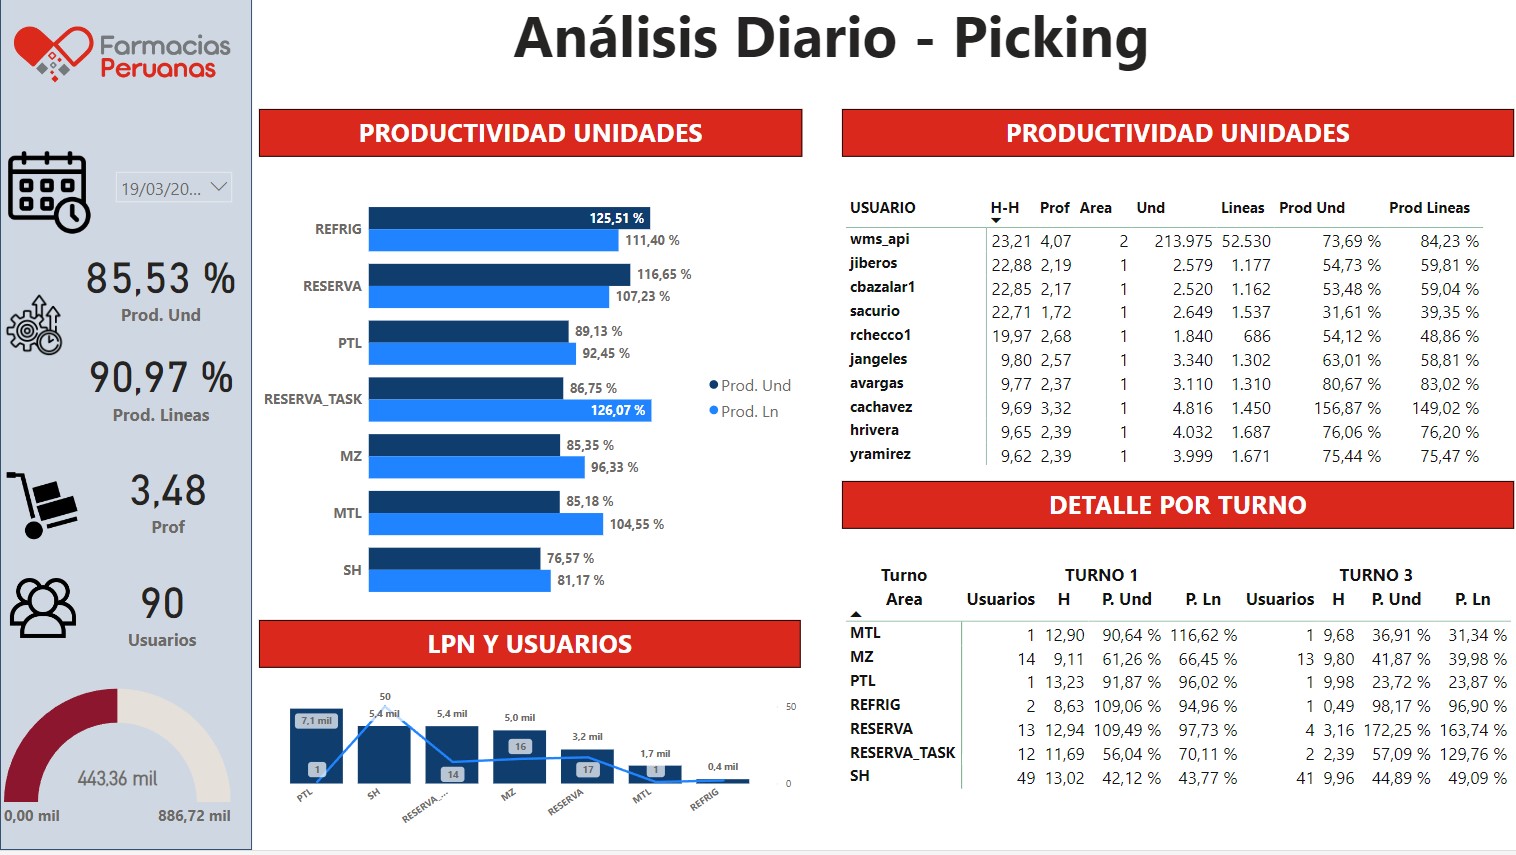 Farmacias
Peruanas
Análisis Diario - Picking
19/03/20...
85,53 %
Prod. Und
90,97 %
Prod. Lineas
3,48
Prof
90
Usuarios
443,36 mil
0,00 mil 886,72 mil
PRODUCTIVIDAD UNIDADES
REFRIG 125,51 %
111,40 %
RESERVA 116,65 %
107,23 %
PTL 89,13 %
92,45 %
RESERVA_TASK 86,75 %
126,07 %
MZ 85,35 %
96,33 %
MTL 85,18 %
104,55 %
SH 76,57 %
81,17 %
Prod. Und
Prod. Ln
LPN Y USUARIOS
50
7,1 mil 5,4 mil 5,4 mil 5,0 mil 3,2 mil 1,7 mil 0,4 mil
1 14 16 17 1
50
0
PTL SH RESERVA_... MZ RESERVA MTL REFRIG
PRODUCTIVIDAD UNIDADES
USUARIO H-H Prof Area Und Lineas Prod Und Prod Lineas
wms_api 23,21 4,07 2 213.975 52.530 73,69 % 84,23 %
jiberos 22,88 2,19 1 2.579 1.177 54,73 % 59,81 %
cbazalar1 22,85 2,17 1 2.520 1.162 53,48 % 59,04 %
sacurio 22,71 1,72 1 2.649 1.537 31,61 % 39,35 %
rchecco1 19,97 2,68 1 1.840 686 54,12 % 48,86 %
jangeles 9,80 2,57 1 3.340 1.302 63,01 % 58,81 %
avargas 9,77 2,37 1 3.110 1.310 80,67 % 83,02 %
cachavez 9,69 3,32 1 4.816 1.450 156,87 % 149,02 %
hrivera 9,65 2,39 1 4.032 1.687 76,06 % 76,20 %
yramirez 9,62 2,39 1 3.999 1.671 75,44 % 75,47 %
DETALLE POR TURNO
Turno TURNO 1 TURNO 3
Area Usuarios H P. Und P. Ln Usuarios H P. Und P. Ln
MTL 1 12,90 90,64 % 116,62 % 1 9,68 36,91 % 31,34 %
MZ 14 9,11 61,26 % 66,45 % 13 9,80 41,87 % 39,98 %
PTL 1 13,23 91,87 % 96,02 % 1 9,98 23,72 % 23,87 %
REFRIG 2 8,63 109,06 % 94,96 % 1 0,49 98,17 % 96,90 %
RESERVA 13 12,94 109,49 % 97,73 % 4 3,16 172,25 % 163,74 %
RESERVA_TASK 12 11,69 56,04 % 70,11 % 2 2,39 57,09 % 129,76 %
SH 49 13,02 42,12 % 43,77 % 41 9,96 44,89 % 49,09 %